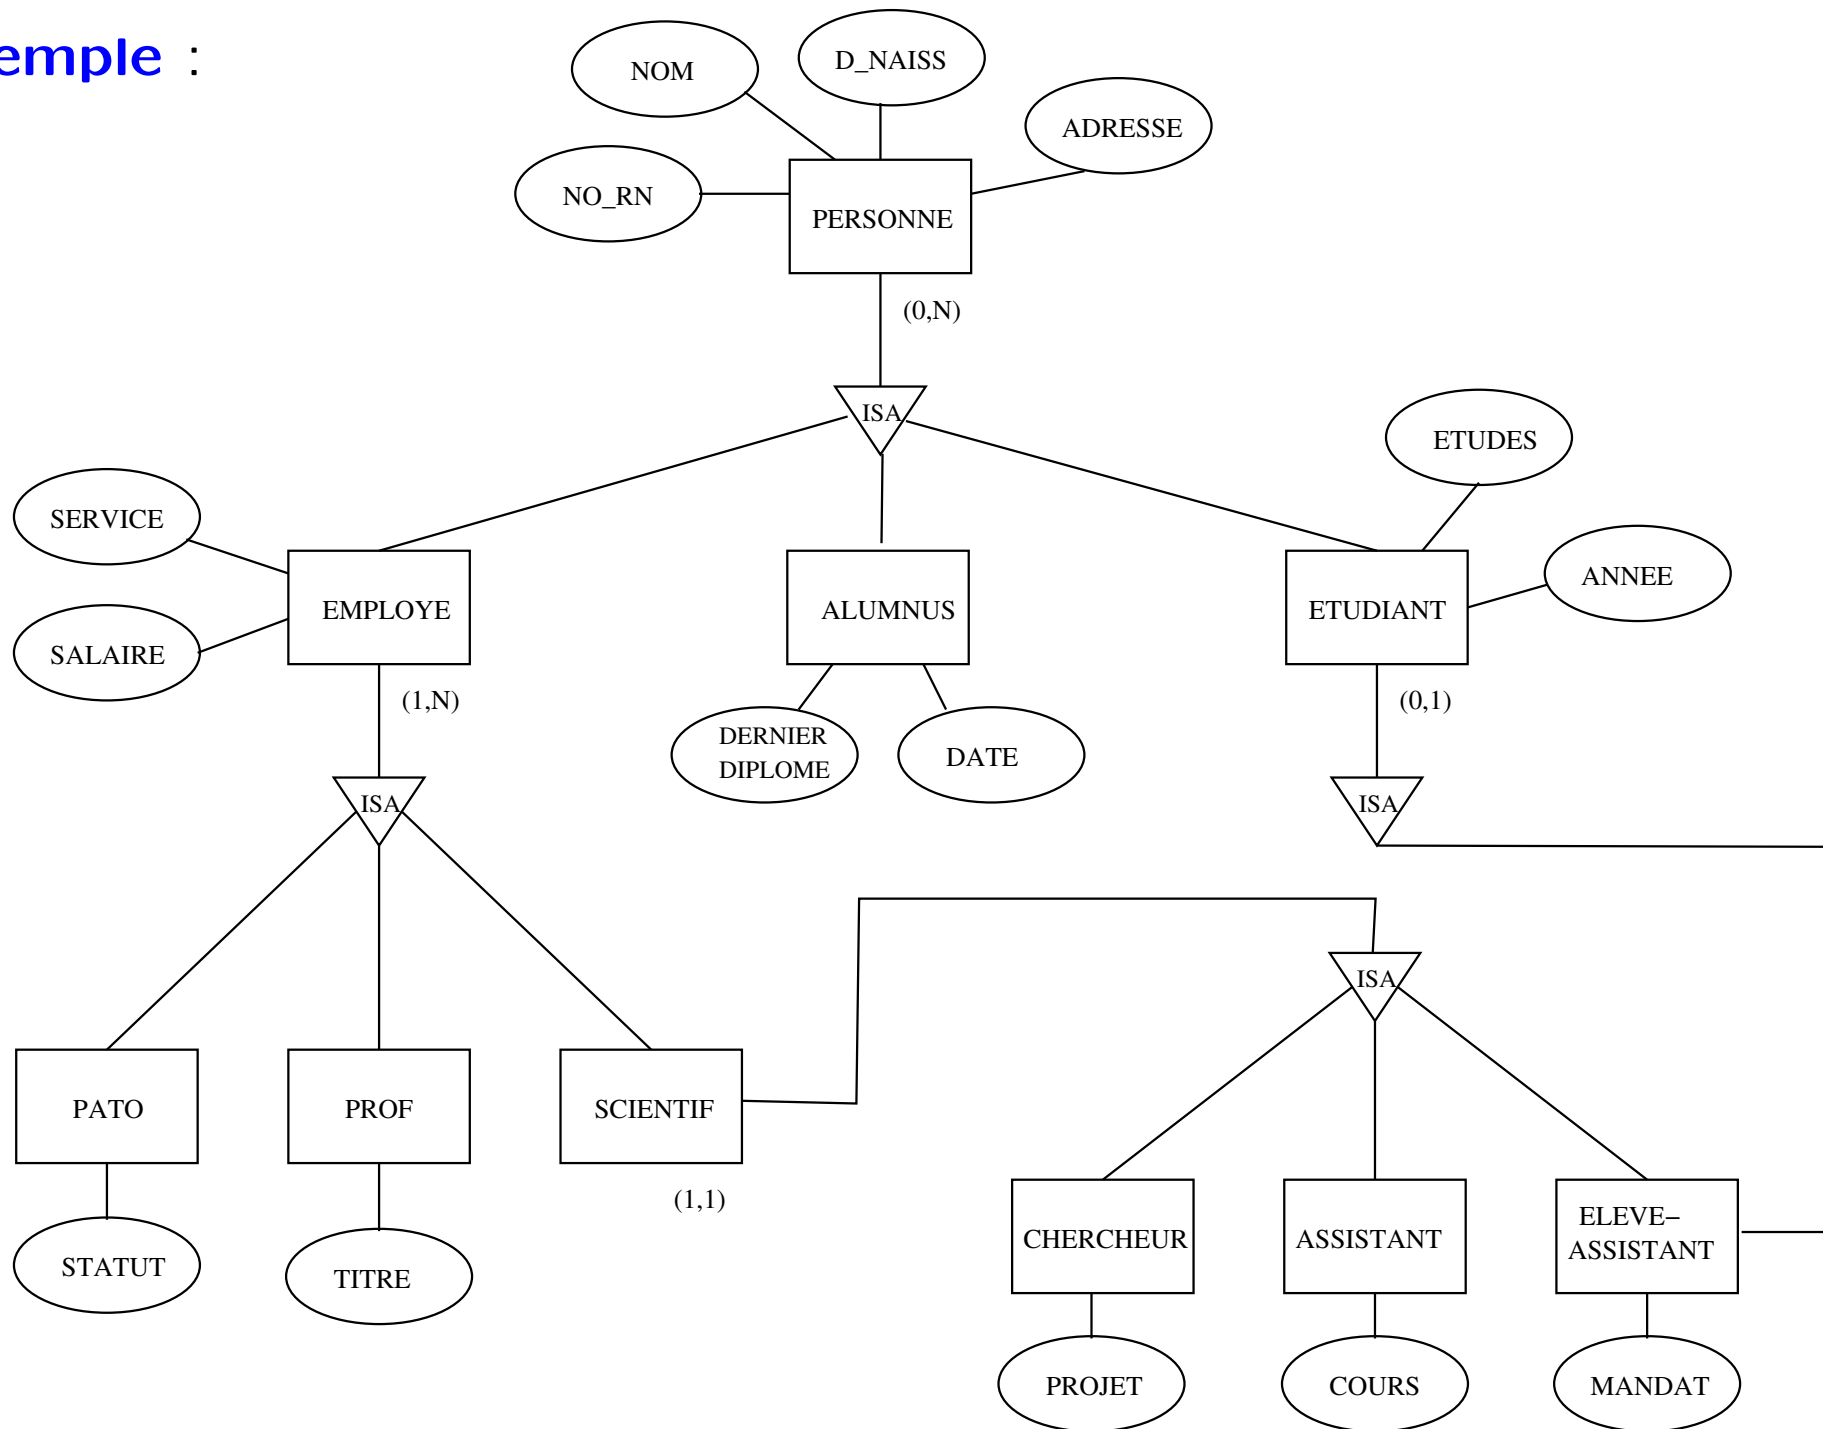 emple :
D_NAISS
NOM
ADRESSE
NO_RN
PERSONNE
(0,N)
ISA
ETUDES
SERVICE
ANNEE
EMPLOYE
ALUMNUS
ETUDIANT
SALAIRE
(1,N)
(0,1)
DERNIER
DIPLOME
DATE
ISA
ISA
ISA
PATO
PROF
SCIENTIF
(1,1)
CHERCHEUR
ASSISTANT
ELEVE–
ASSISTANT
STATUT
TITRE
PROJET
COURS
MANDAT